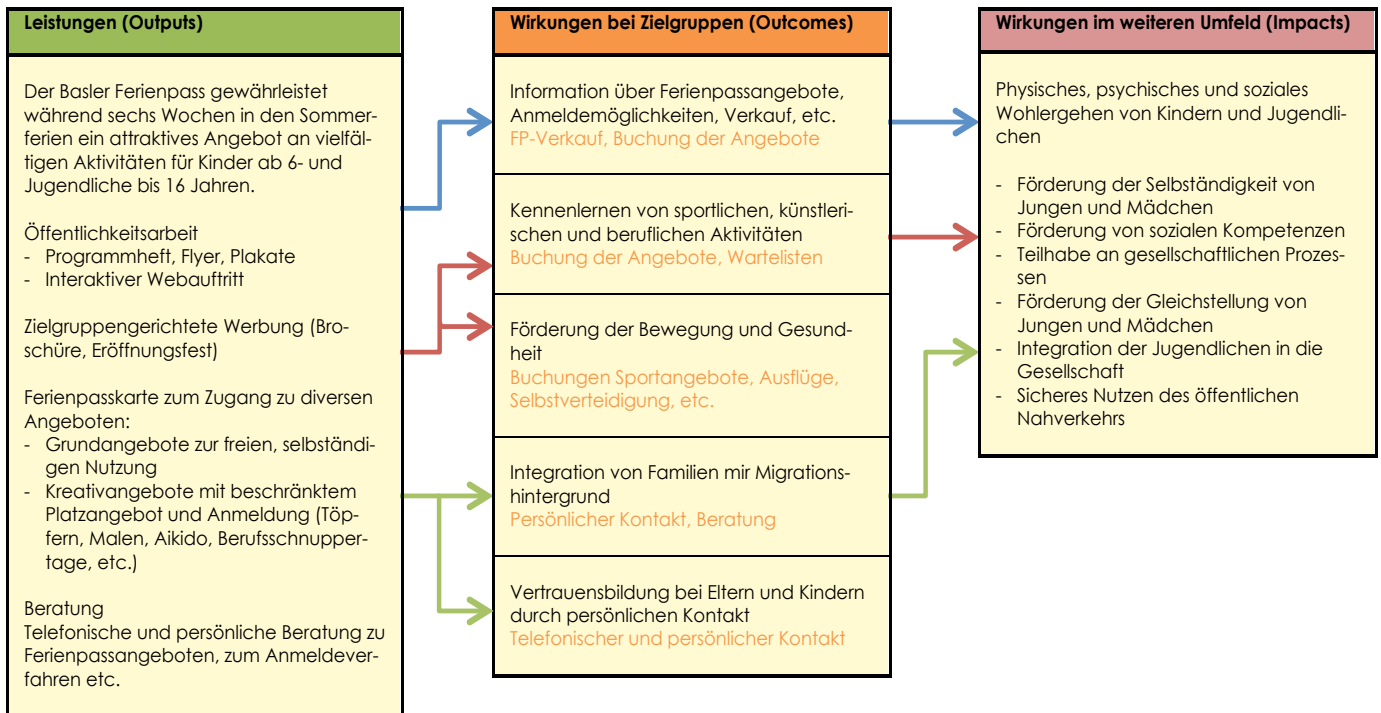 Leistungen (Outputs)
Der Basler Ferienpass gewährleistet
während sechs Wochen in den Sommer-
ferien ein attraktives Angebot an vielfäl-
tigen Aktivitäten für Kinder ab 6- und
Jugendliche bis 16 Jahren.
Öffentlichkeitsarbeit
- Programmheft, Flyer, Plakate
- Interaktiver Webauftritt
Zielgruppengerichtete Werbung (Bro-
schüre, Eröffnungsfest)
Ferienpasskarte zum Zugang zu diversen
Angeboten:
- Grundangebote zur freien, selbständi-
gen Nutzung
- Kreativangebote mit beschränktem
Platzangebot und Anmeldung (Töp-
fern, Malen, Aikido, Berufsschnupper-
tage, etc.)
Beratung
Telefonische und persönliche Beratung zu
Ferienpassangeboten, zum Anmeldever-
fahren etc.
Wirkungen bei Zielgruppen (Outcomes)
Information über Ferienpassangebote,
Anmeldemöglichkeiten, Verkauf, etc.
FP-Verkauf, Buchung der Angebote
Kennenlernen von sportlichen, künstleri-
schen und beruflichen Aktivitäten
Buchung der Angebote, Wartelisten
Förderung der Bewegung und Gesund-
heit
Buchungen Sportangebote, Ausflüge,
Selbstverteidigung, etc.
Integration von Familien mir Migrations-
hintergrund
Persönlicher Kontakt, Beratung
Vertrauensbildung bei Eltern und Kindern
durch persönlichen Kontakt
Telefonischer und persönlicher Kontakt
Wirkungen im weiteren Umfeld (Impacts)
Physisches, psychisches und soziales
Wohlergehen von Kindern und Jugendli-
chen
- Förderung der Selbständigkeit von
Jungen und Mädchen
- Förderung von sozialen Kompetenzen
- Teilhabe an gesellschaftlichen Prozes-
sen
- Förderung der Gleichstellung von
Jungen und Mädchen
- Integration der Jugendlichen in die
Gesellschaft
- Sicheres Nutzen des öffentlichen
Nahverkehrs